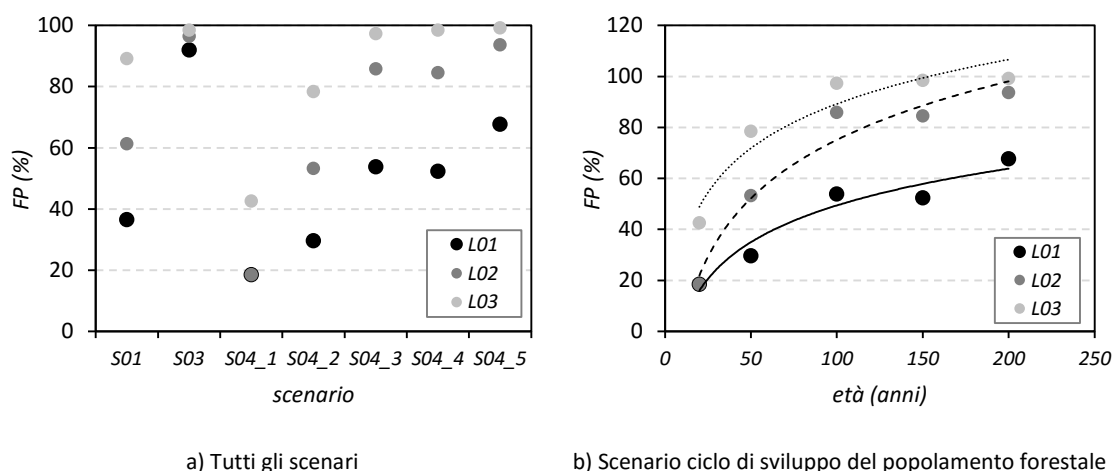 100
80
60
40
20
0
FP (%)
L01
L02
L03
S01 S03 S04_1 S04_2 S04_3 S04_4 S04_5
scenario
a) Tutti gli scenari
120
100
80
60
40
20
0
FP (%)
L01
L02
L03
0 50 100 150 200 250
età (anni)
b) Scenario ciclo di sviluppo del popolamento forestale